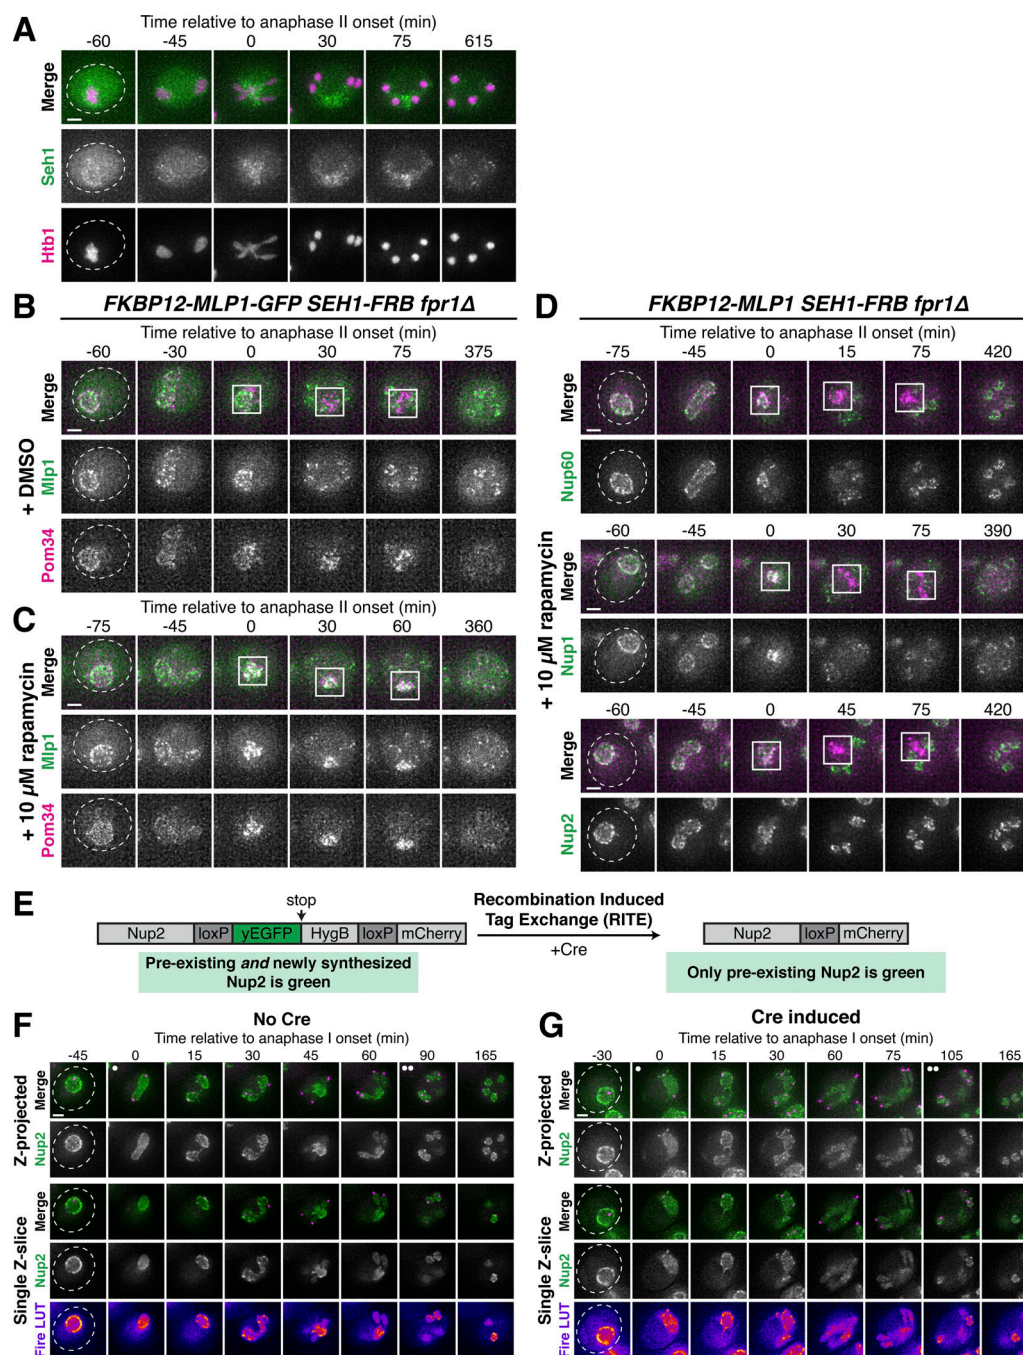 A
Time relative to anaphase II onset (min)
-60 -45 0 30 75 615
Merge
Seh1
Htb1
B
FKBP12-MLP1-GFP SEH1-FRB fpr1Δ
Time relative to anaphase II onset (min)
-60 -30 0 30 75 375
+ DMSO
Merge
Mlp1
Pom34
C
Time relative to anaphase II onset (min)
-75 -45 0 30 60 360
+ 10 µM rapamycin
Merge
Mlp1
Pom34
D
FKBP12-MLP1 SEH1-FRB fpr1Δ
Time relative to anaphase II onset (min)
-75 -45 0 15 75 420
+ 10 µM rapamycin
Merge
Nup60
-60 -45 0 30 75 390
Merge
Nup1
-60 -45 0 45 75 420
Merge
Nup2
E
stop
Nup2 loxP yEGFP HygB loxP mCherry
Pre-existing and newly synthesized
Nup2 is green
Recombination Induced
Tag Exchange (RITE)
+Cre
Nup2 loxP mCherry
Only pre-existing Nup2 is green
F
No Cre
Time relative to anaphase I onset (min)
-45 0 15 30 45 60 90 165
Z-projected
Merge
Nup2
Single Z-slice
Merge
Nup2
Fire LUT
G
Cre induced
Time relative to anaphase I onset (min)
-30 0 15 30 60 75 105 165
Z-projected
Merge
Nup2
Single Z-slice
Merge
Nup2
Fire LUT